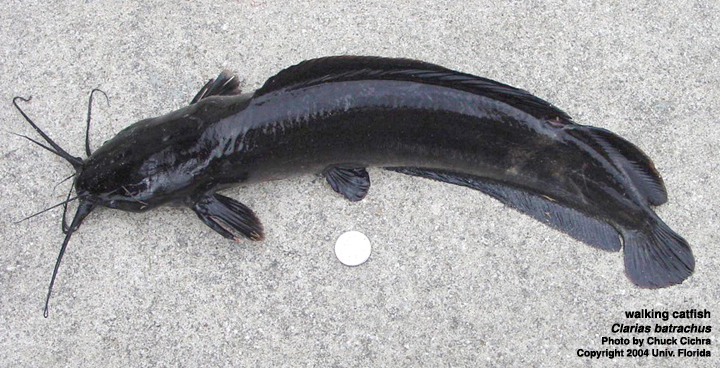 walking catfish
Clarias batrachus
Photo by Chuck Cichra
Copyright 2004 Univ. Florida